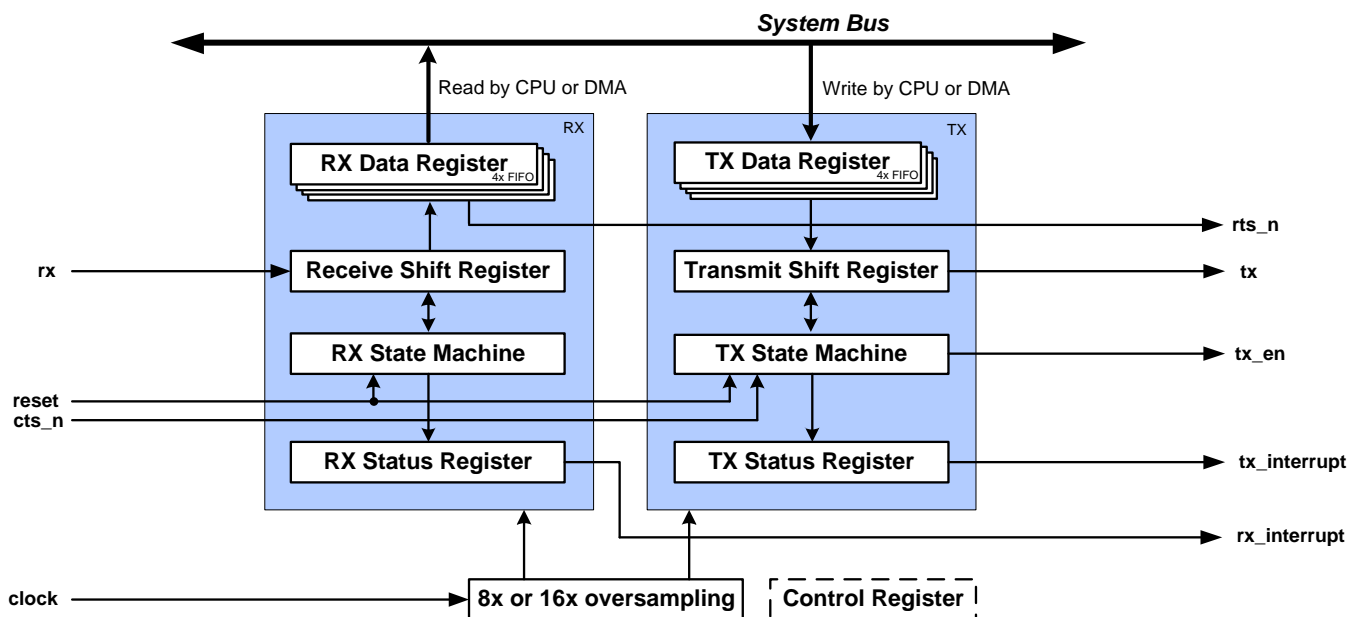 System Bus
Read by CPU or DMA
Write by CPU or DMA
RX
TX
RX Data Register
4x FIFO
TX Data Register
4x FIFO
rts_n
rx
Receive Shift Register
Transmit Shift Register
tx
RX State Machine
TX State Machine
tx_en
reset
cts_n
RX Status Register
TX Status Register
tx_interrupt
rx_interrupt
clock
8x or 16x oversampling
Control Register